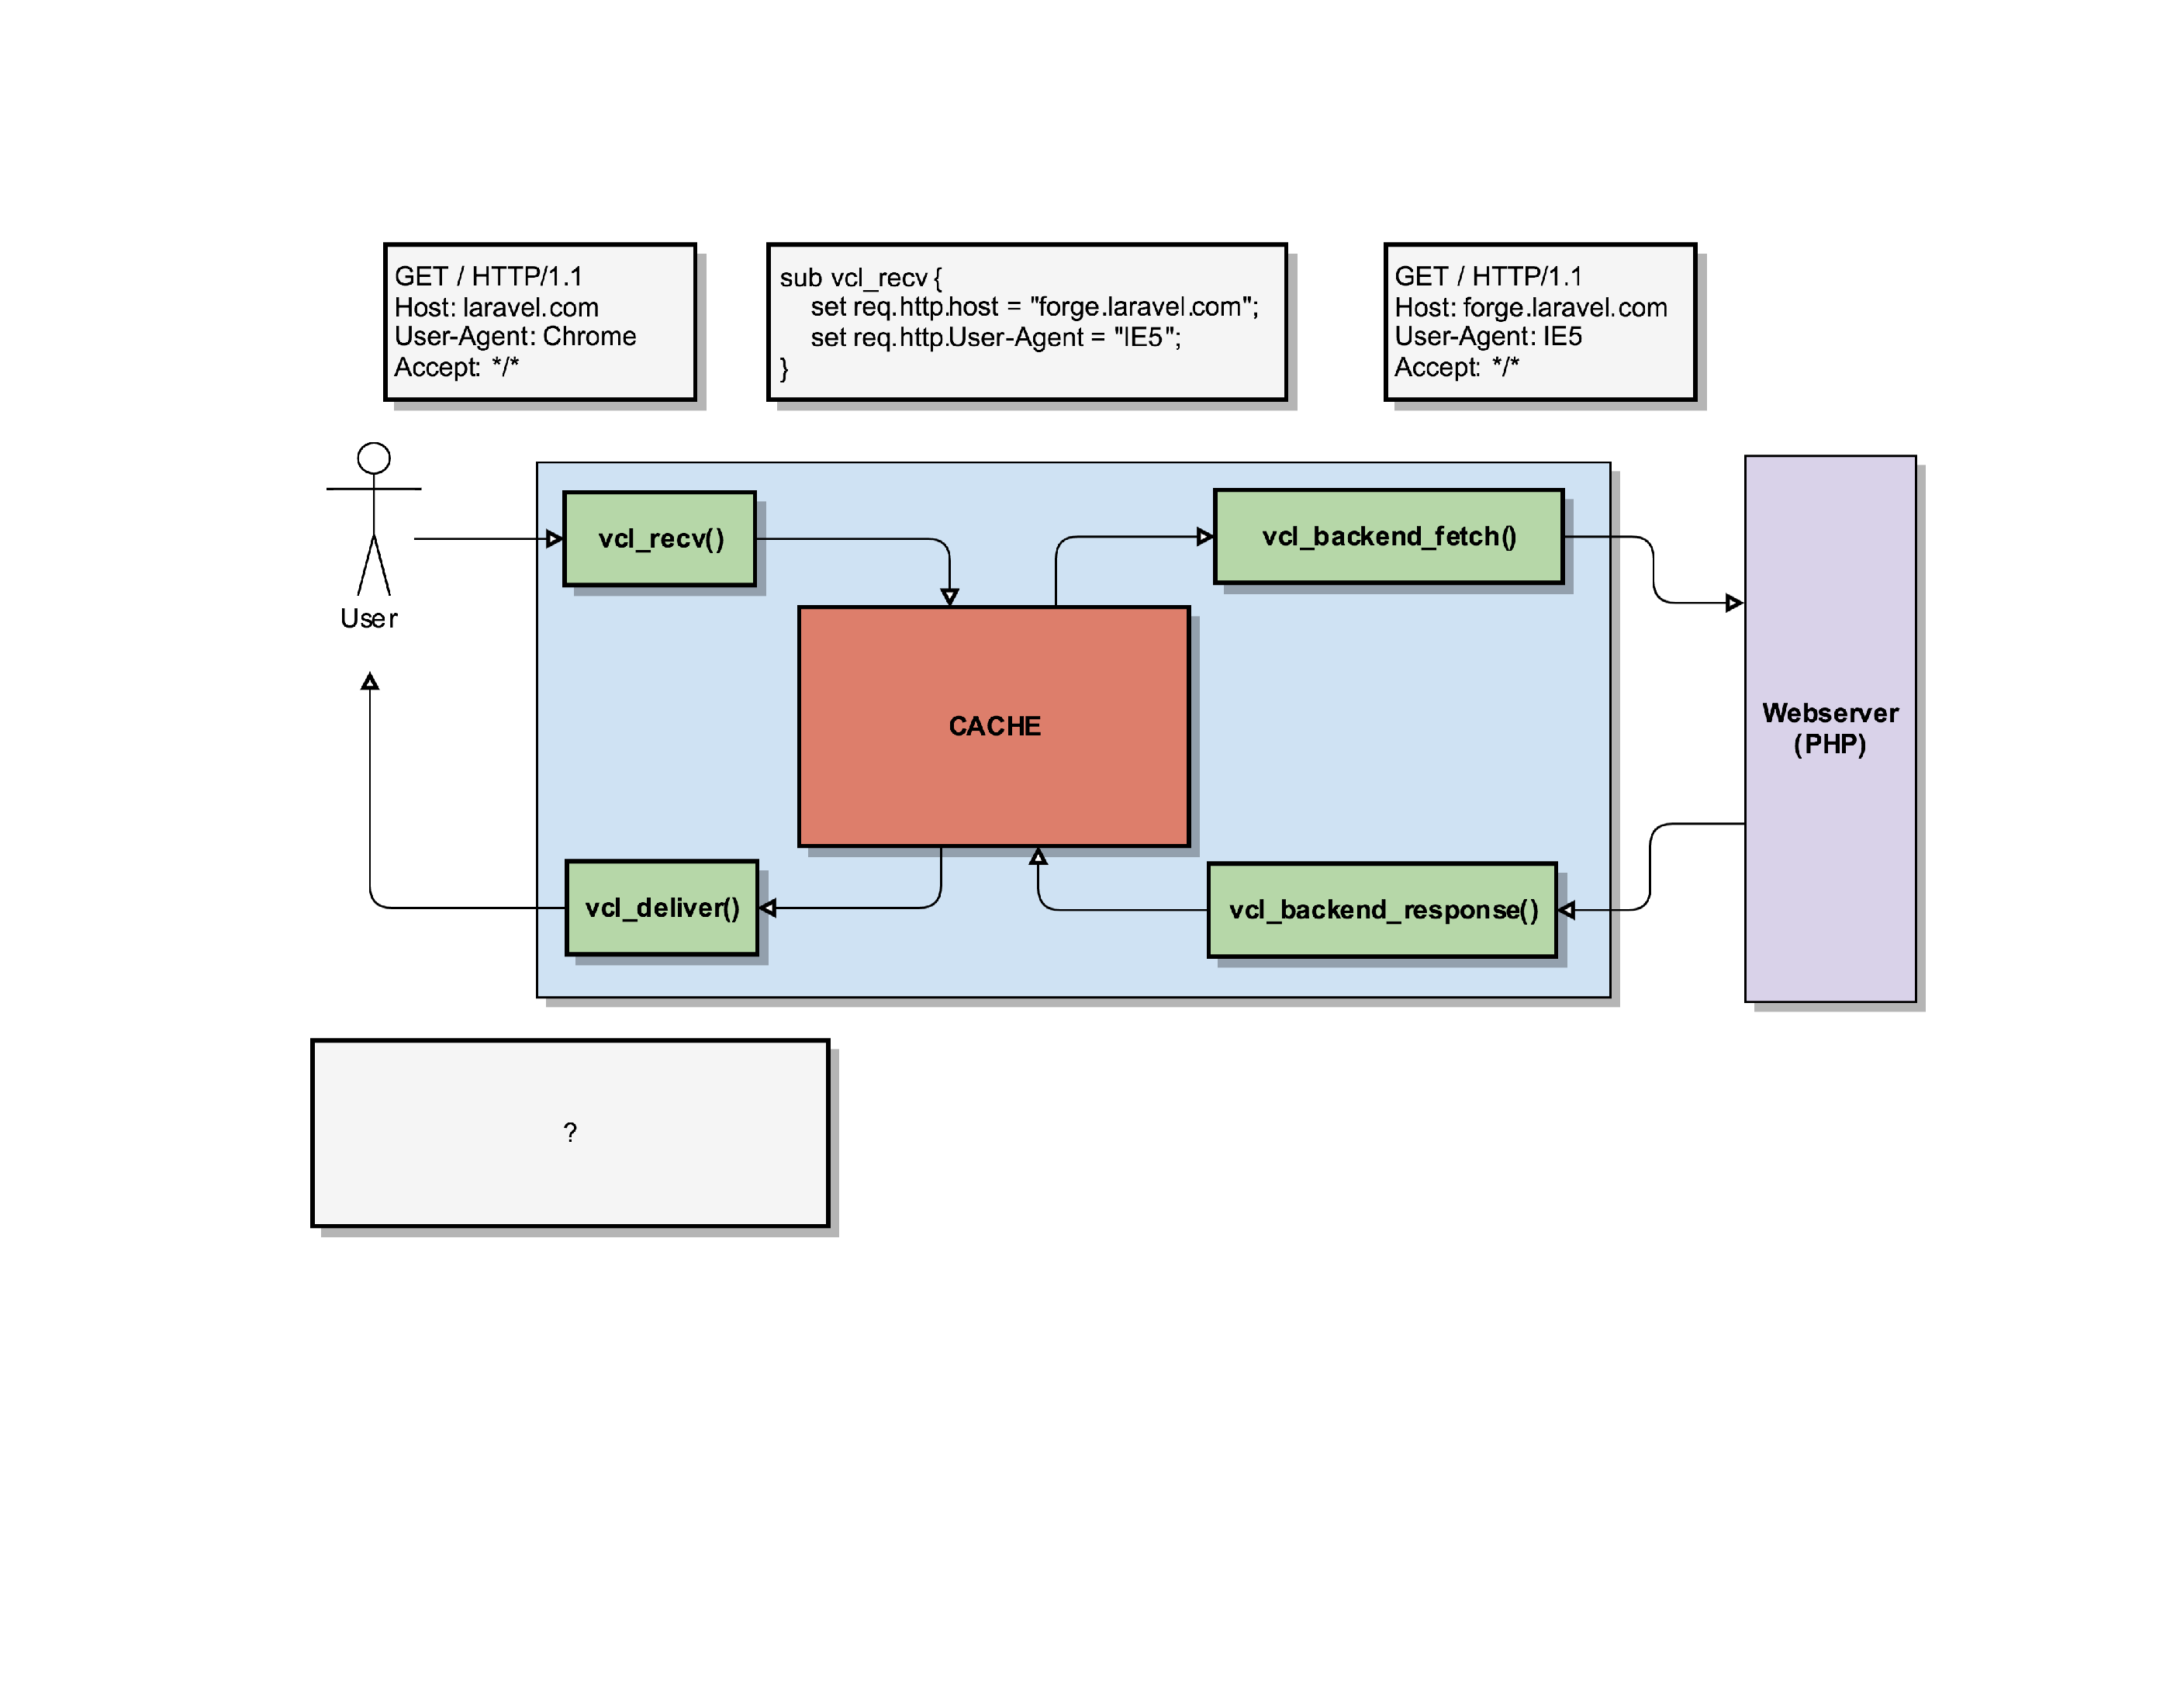 GET / HTTP/1.1
Host: laravel.com
User-Agent: Chrome
Accept: */*
sub vcl_recv {
set req.http.host = "forge.laravel.com";
set req.http.User-Agent = "IE5";
}
GET / HTTP/1.1
Host: forge.laravel.com
User-Agent: IE5
Accept: */*
User
vcl_recv()
vcl_backend_fetch()
CACHE
Webserver
(PHP)
vcl_deliver()
vcl_backend_response()
?